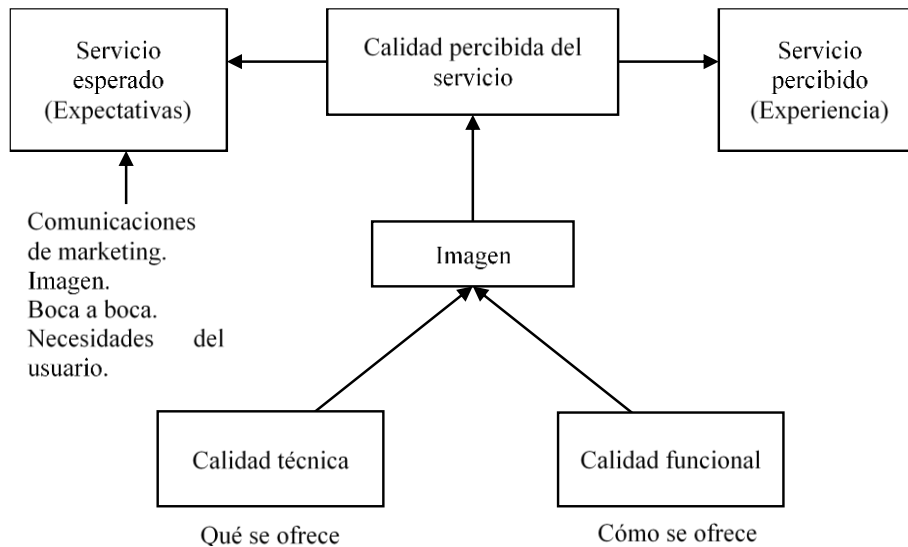 Servicio
esperado
(Expectativas)
Calidad percibida del
servicio
Servicio
percibido
(Experiencia)
Comunicaciones
de marketing.
Imagen.
Boca a boca.
Necesidades del
usuario.
Imagen
Calidad técnica
Calidad funcional
Qué se ofrece
Cómo se ofrece